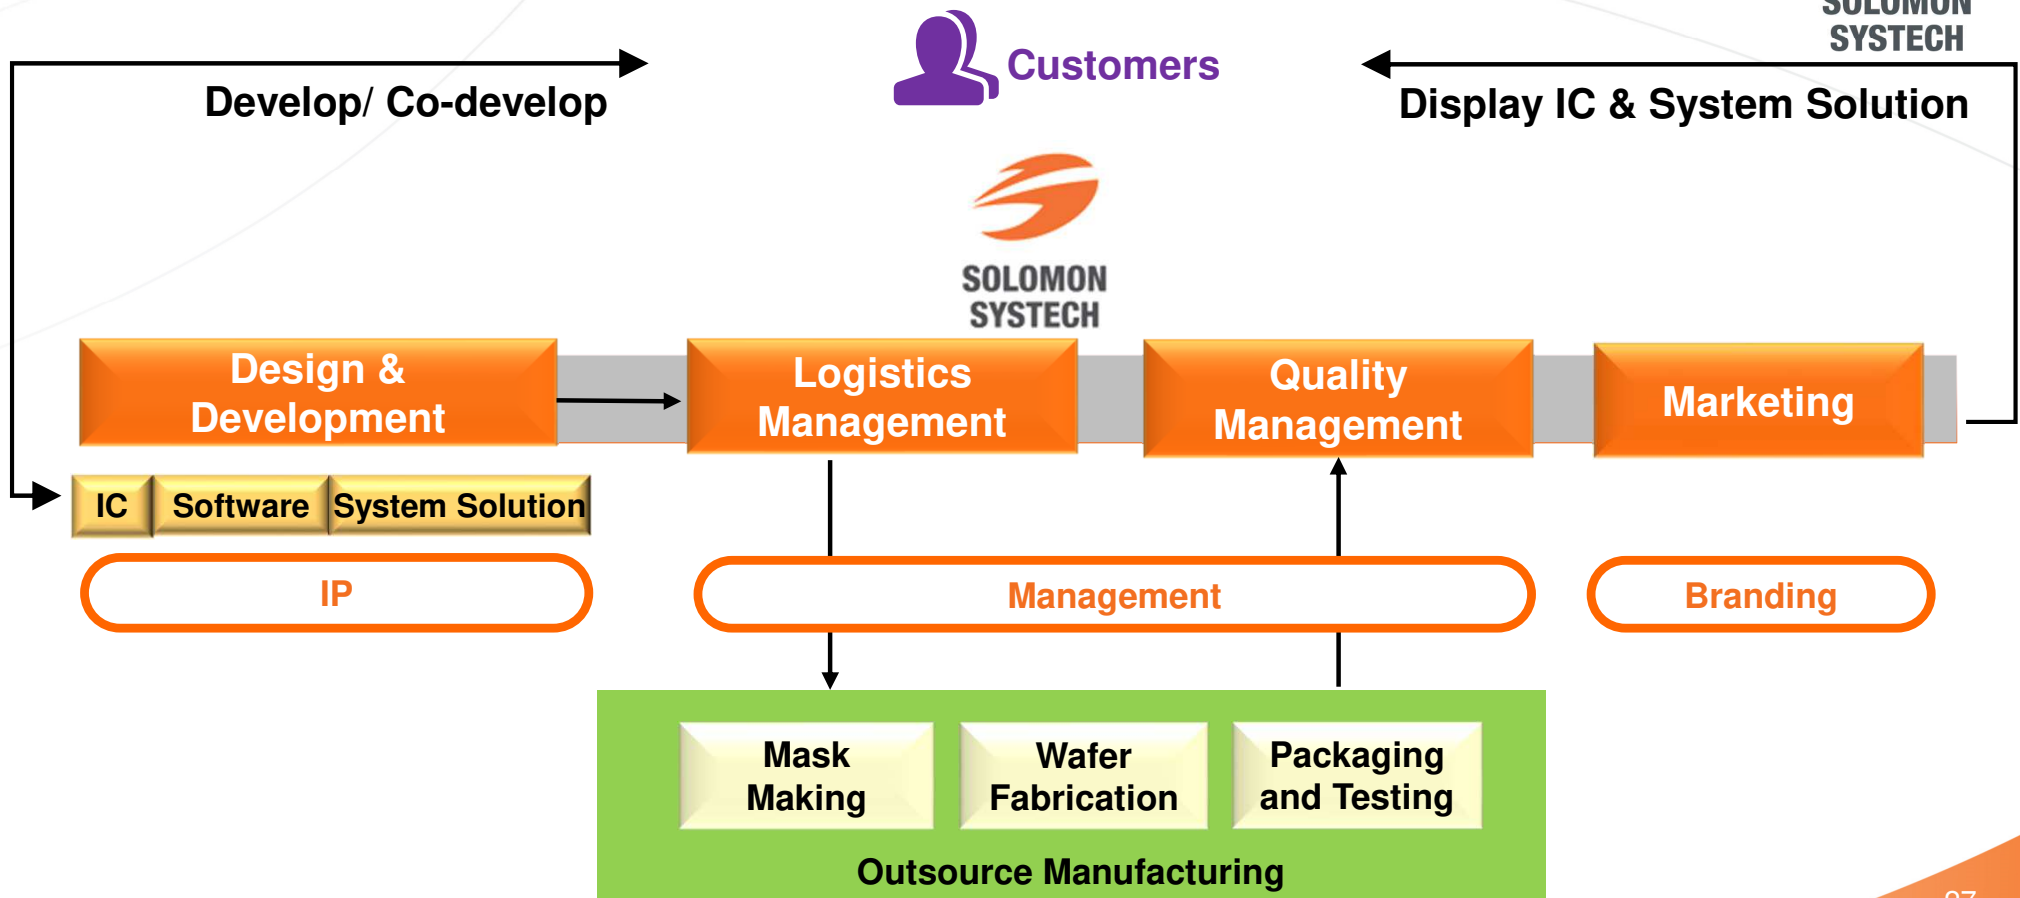 SOLOMON
SYSTECH
Customers
Develop/ Co-develop
Display IC & System Solution
SOLOMON
SYSTECH
Design &
Development
Logistics
Management
Quality
Management
Marketing
IC
Software
System Solution
IP
Management
Branding
Mask
Making
Wafer
Fabrication
Packaging
and Testing
Outsource Manufacturing